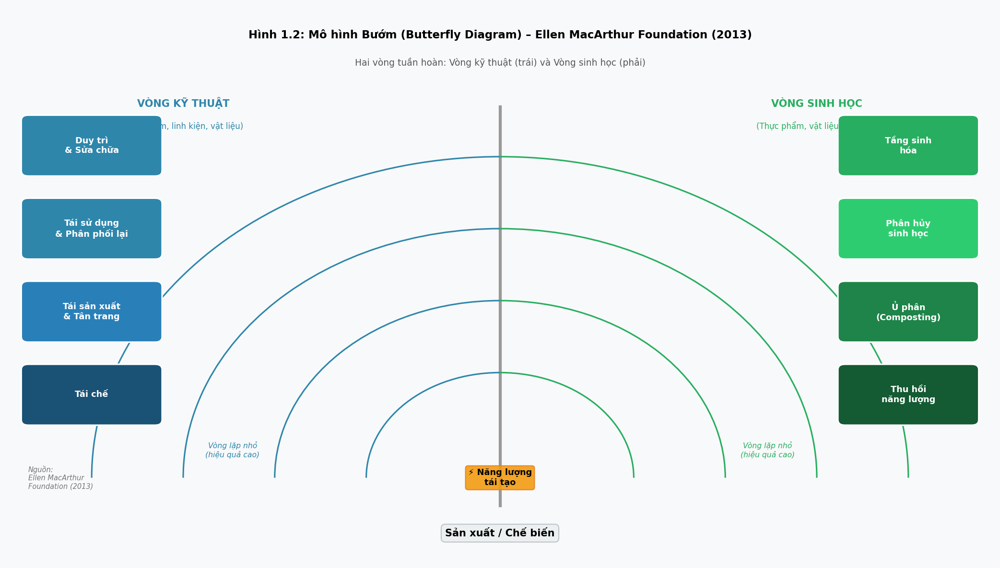 Hình 1.2: Mô hình Bướm (Butterfly Diagram) – Ellen MacArthur Foundation (2013)
Hai vòng tuần hoàn: Vòng kỹ thuật (trái) và Vòng sinh học (phải)
VÒNG KỸ THUẬT
linh kiện, vật liệu)
Duy trì
& Sửa chữa
Tái sử dụng
& Phân phối lại
Tái sản xuất
& Tân trang
Tái chế
VÒNG SINH HỌC
(Thực phẩm, vật liệu
Tầng sinh
hóa
Phân hủy
sinh học
Ủ phân
(Composting)
Thu hồi
năng lượng
Vòng lặp nhỏ
(hiệu quả cao)
Vòng lặp nhỏ
(hiệu quả cao)
Nguồn:
Ellen MacArthur
Foundation (2013)
⚡ Năng lượng
tái tạo
Sản xuất / Chế biến